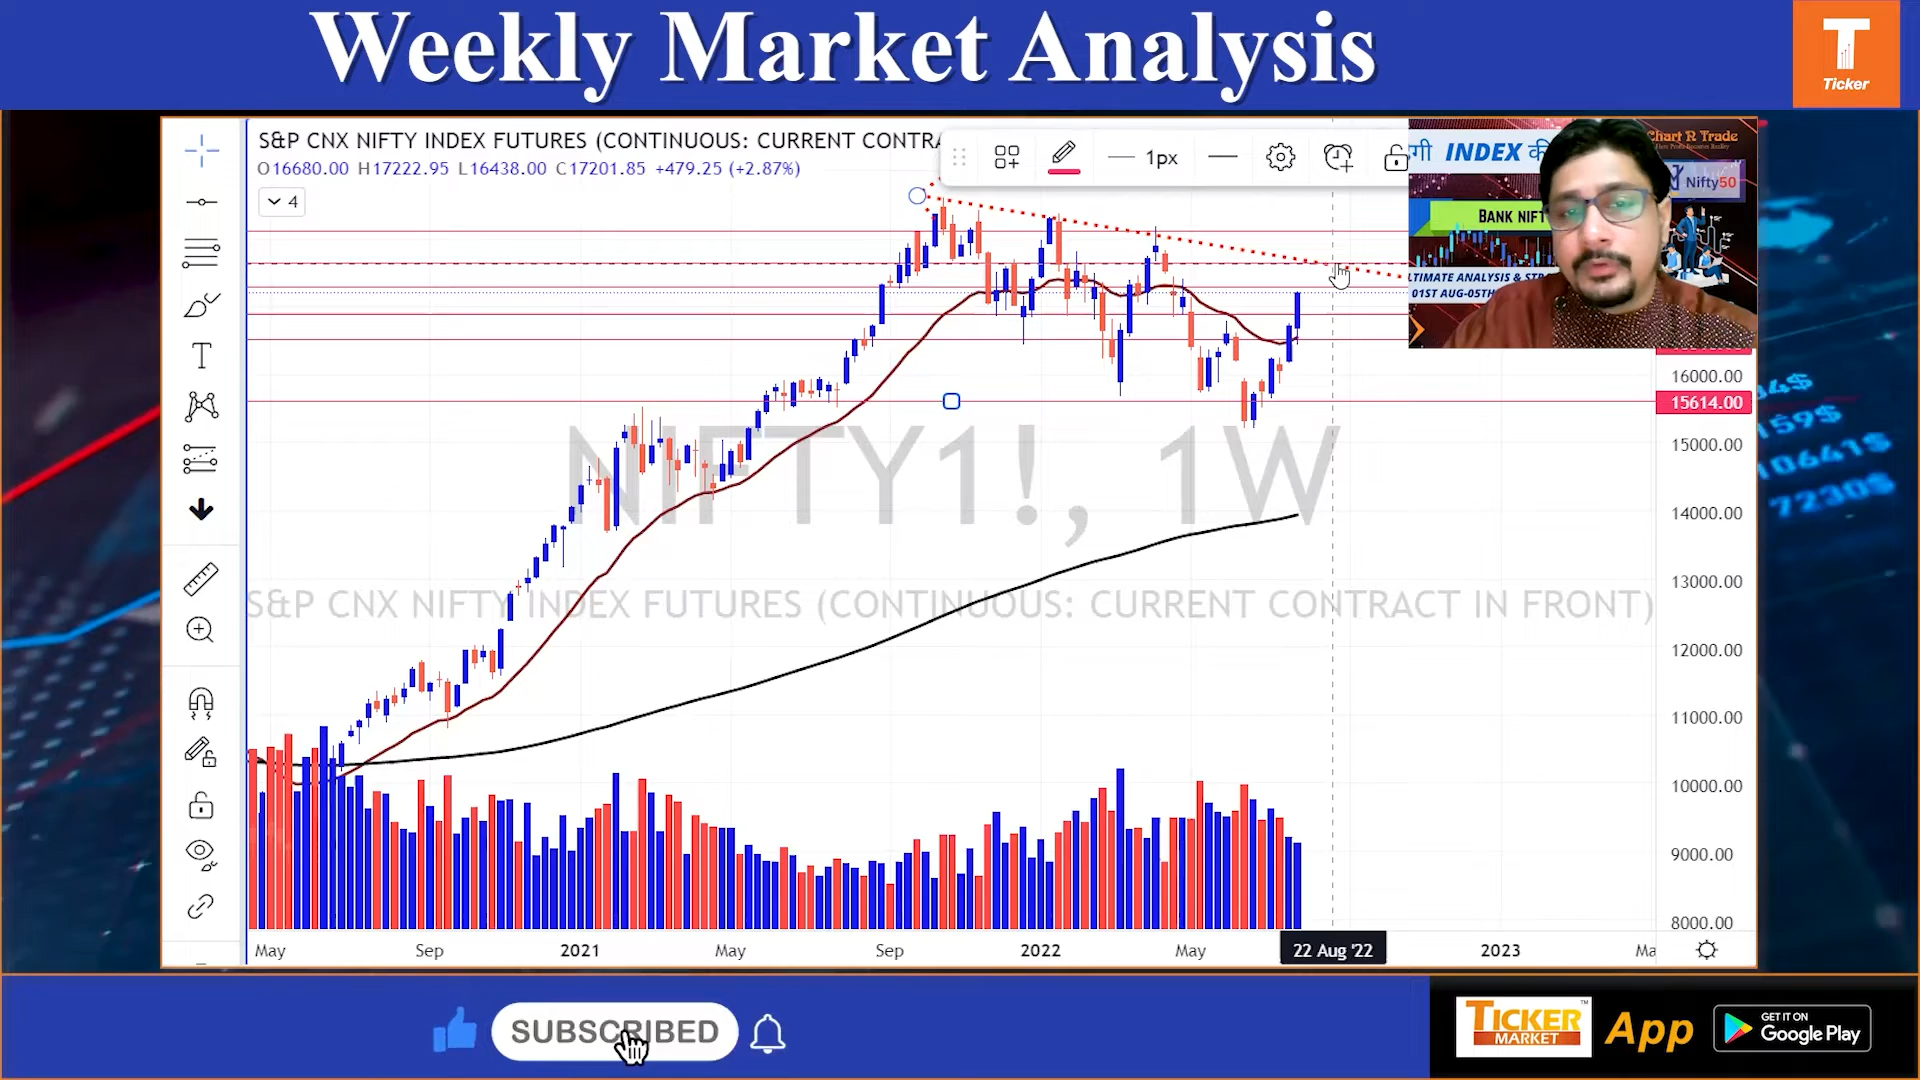 Weekly Market Analysis
T
Ticker
S&P CNX NIFTY INDEX FUTURES (CONTINUOUS: CURRENT CONTRA
O16680.00 H17222.95 L16438.00 C17201.85 +479.25 (+2.87%)
4
1px
INDEX की
Chart N Trade
Nifty50
BANK NIFT
LTIMATE ANALYSIS & STR
01ST AUG-05TH
16000.00
15614.00
15000.00
14000.00
13000.00
12000.00
11000.00
10000.00
9000.00
8000.00
NIFTY1!, 1W
S&P CNX NIFTY INDEX FUTURES (CONTINUOUS: CURRENT CONTRACT IN FRONT)
159$
10641$
7230$
May Sep 2021 May Sep 2022 May 22 Aug '22 2023 Ma
SUBSCRIBED
TICKER
MARKET
App
GET IT ON
Google Play